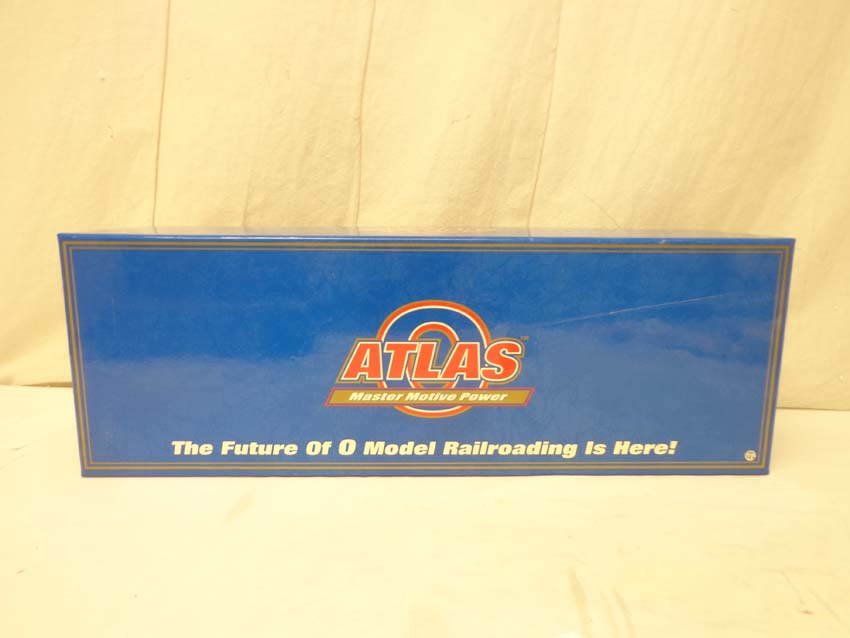 ATLAS
Master Motive Power
The Future Of O Model Railroading Is Here!